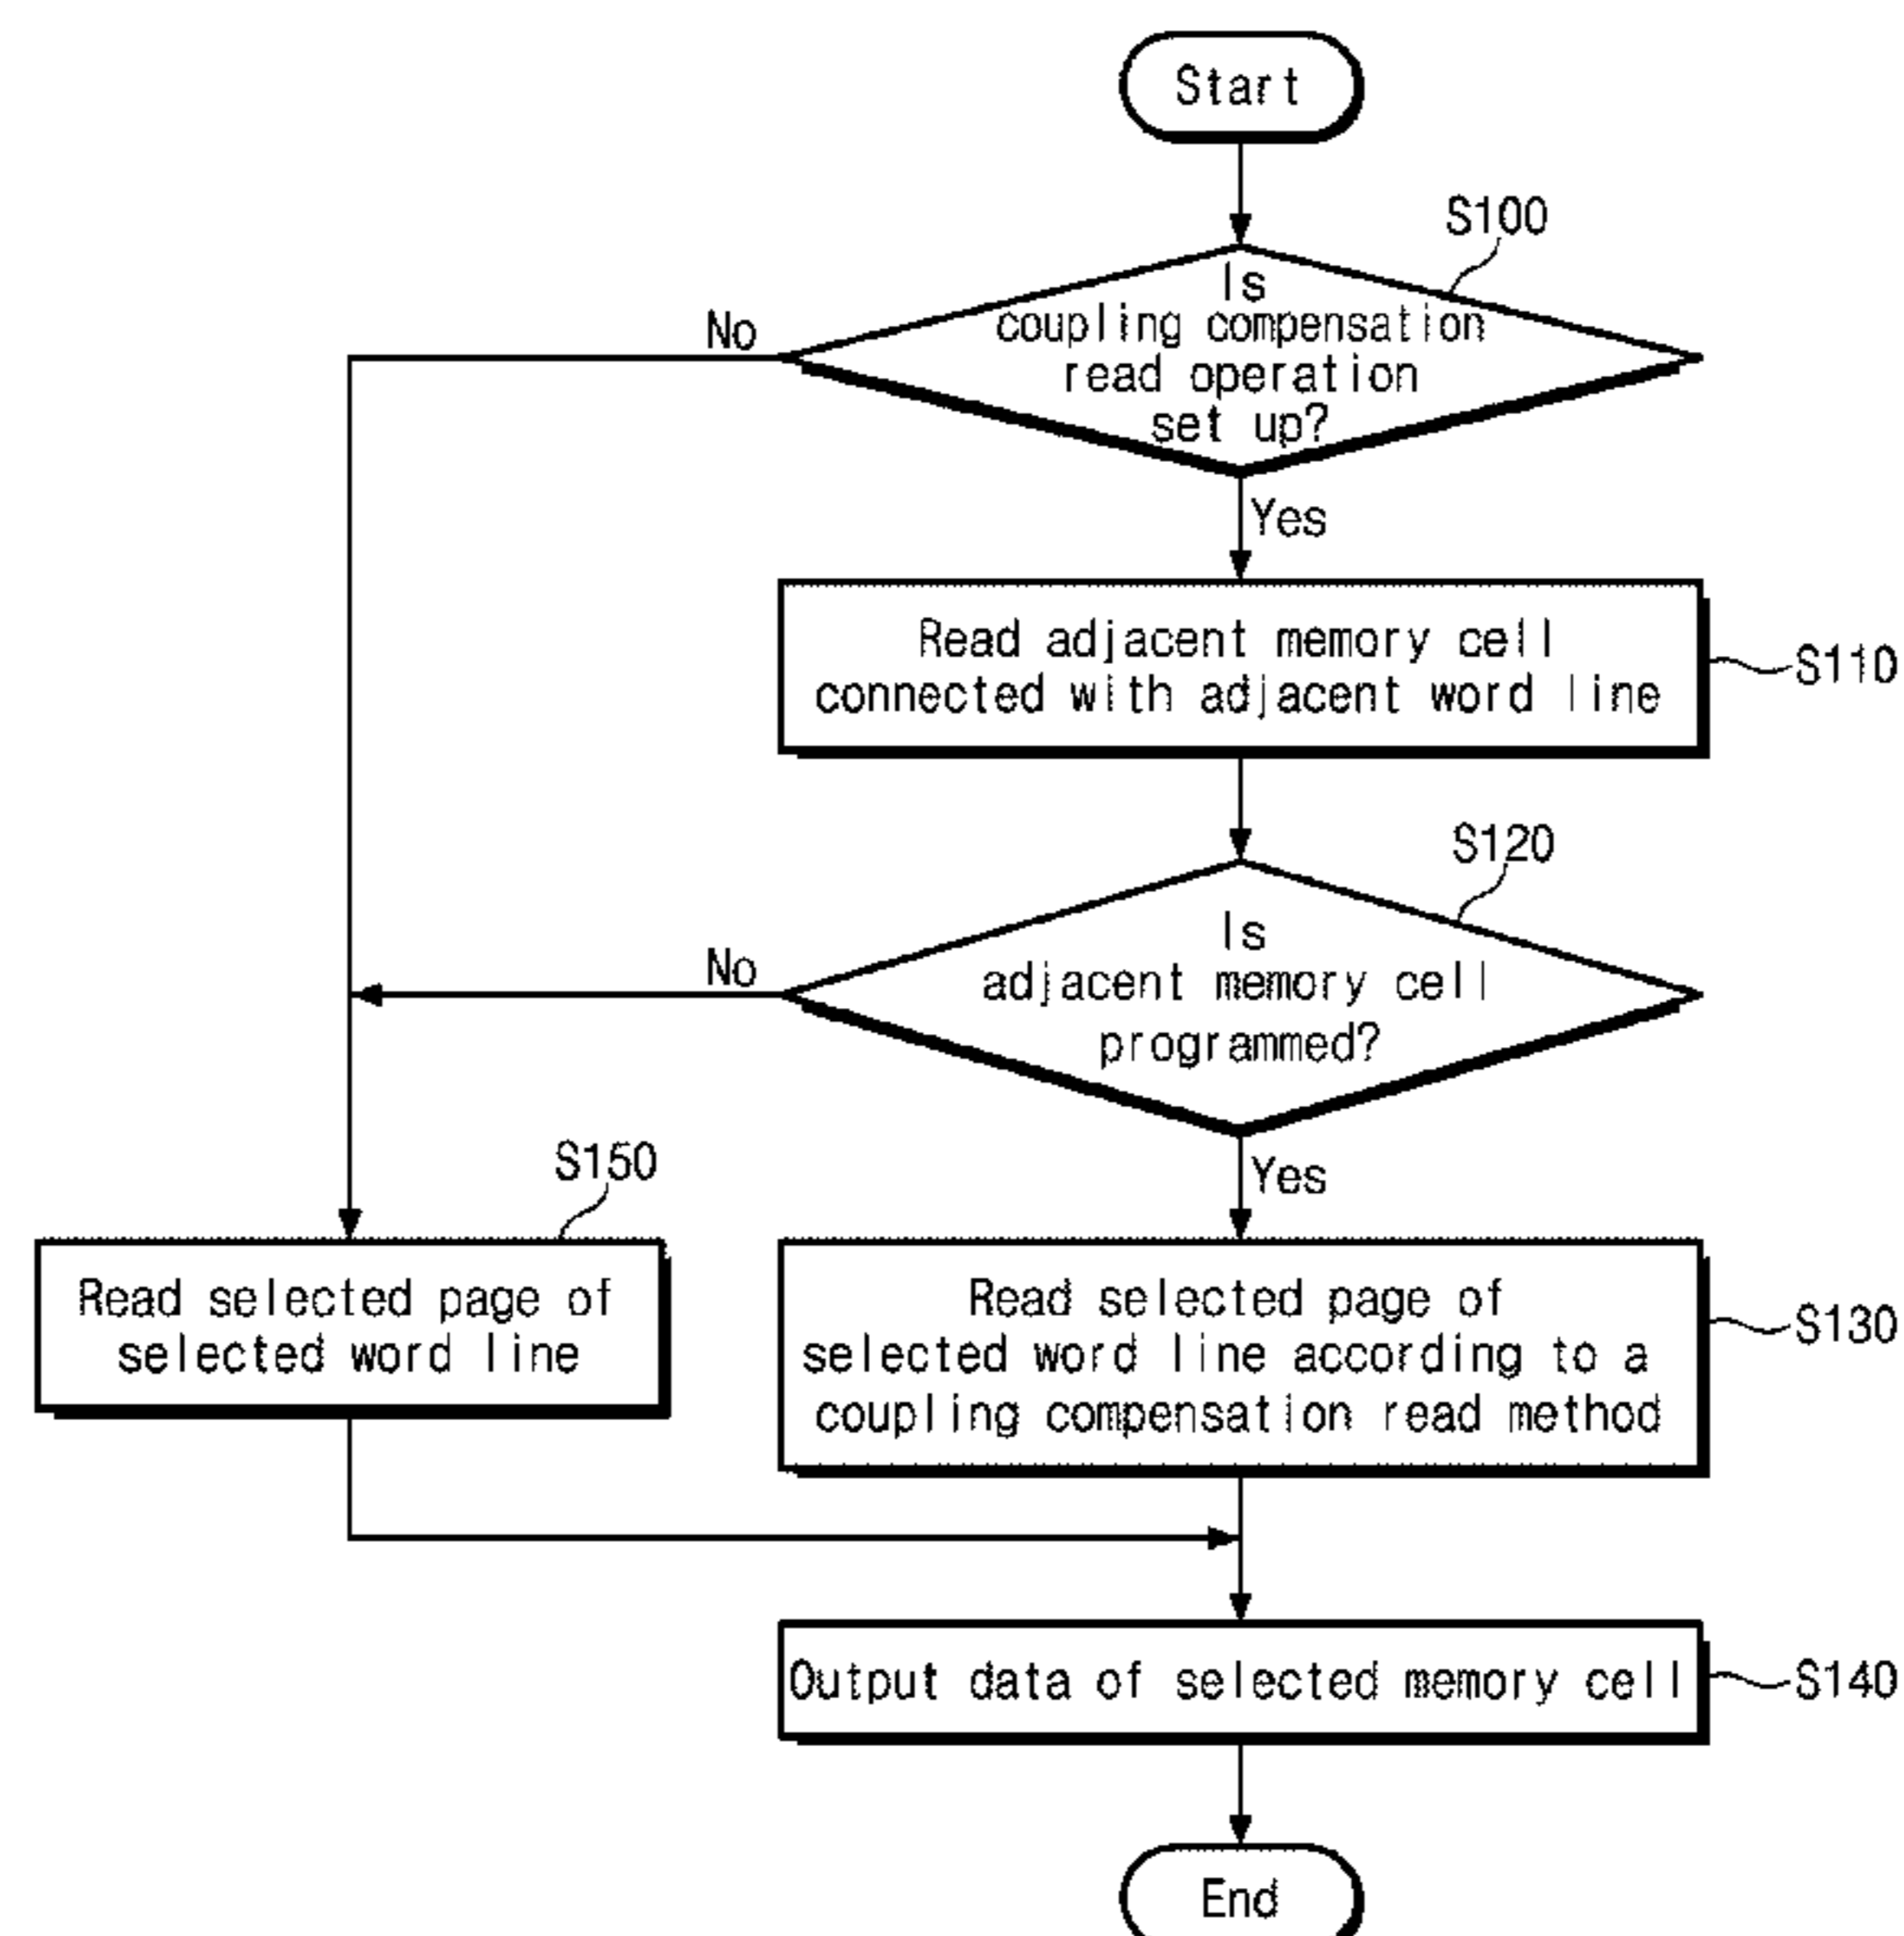 Start
S100
Is
coupling compensation
read operation
set up?
No
Yes
Read adjacent memory cell
connected with adjacent word line
S110
S120
Is
adjacent memory cell
programmed?
No
Yes
S150
Read selected page of
selected word line
Read selected page of
selected word line according to a
coupling compensation read method
S130
Output data of selected memory cell
S140
End